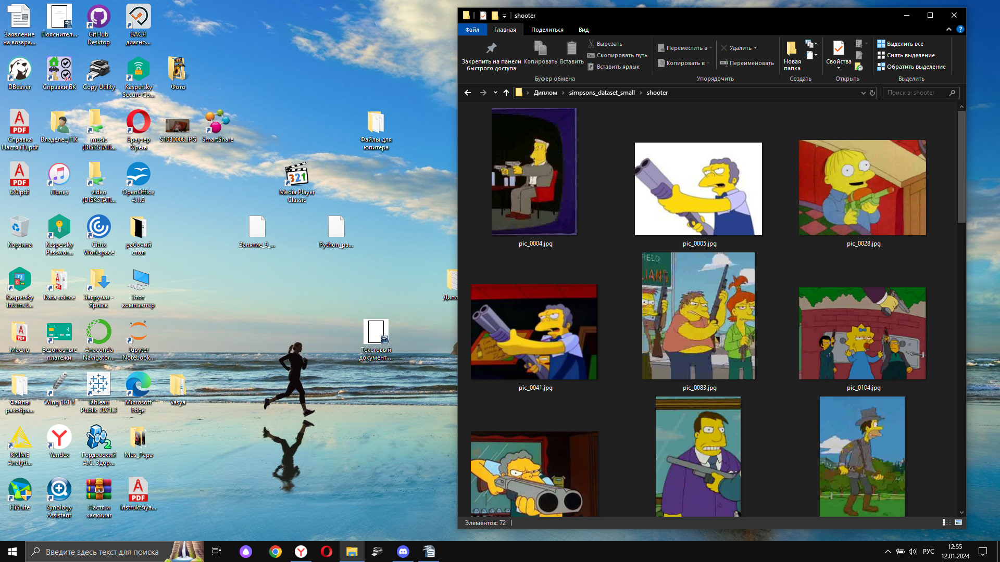 Заявление
на возвра...
Пояснител...
GitHub
Desktop
ВАСЯ
диагно...
DBeaver
Справки БК
Copy Utility
Kaspersky
Secure Co...
Фото
PDF
Справка
Настя (1).pdf
Владелец ПК
music
(DISKSTATI...
Браузер
Opera
S1030008.JPG
SmartShare
Файлы для
юпитера
PDF
t20.pdf
iTunes
video
(DISKSTATI...
OpenOffice
4.1.6
321
Media Player
Classic
Корзина
Kaspersky
Passwor...
Citrix
Workspace
рабочий
стол
Занятие_9_...
Python_ра...
Kaspersky
Internet...
Data scince
Загрузки -
Ярлык
Этот
компьютер
Дипл
Масло
Безопасные
платежи
Anaconda
Navigator...
Jupyter
Notebook...
Текстовый
документ....
Файлы
разобра...
Wing 101 8
Tableau
Public 2021.3
Microsoft
Edge
Vasya
KNIME
Analyti...
Yandex
Гордовский
А.С. Здор...
Mus_Papa
HiSuite
Synology
Assistant
Настя и
хаски.rar
PDF
Instruktsiya...
shooter
Файл
Главная
Поделиться
Вид
Закрепить на панели
быстрого доступа
Копировать
Вставить
Вырезать
Скопировать путь
Вставить ярлык
Буфер обмена
Переместить в
Копировать в
Удалить
Переименовать
Упорядочить
Новая
папка
Создать
Свойства
Открыть
Выделить все
Снять выделение
Обратить выделение
Выделить
Диплом › simpsons_dataset_small › shooter
Поиск в: shooter
pic_0004.jpg
pic_0005.jpg
pic_0028.jpg
IELD
LIANS
pic_0041.jpg
pic_0083.jpg
pic_0104.jpg
Элементов: 72
Введите здесь текст для поиска
РУС
12:55
12.01.2024